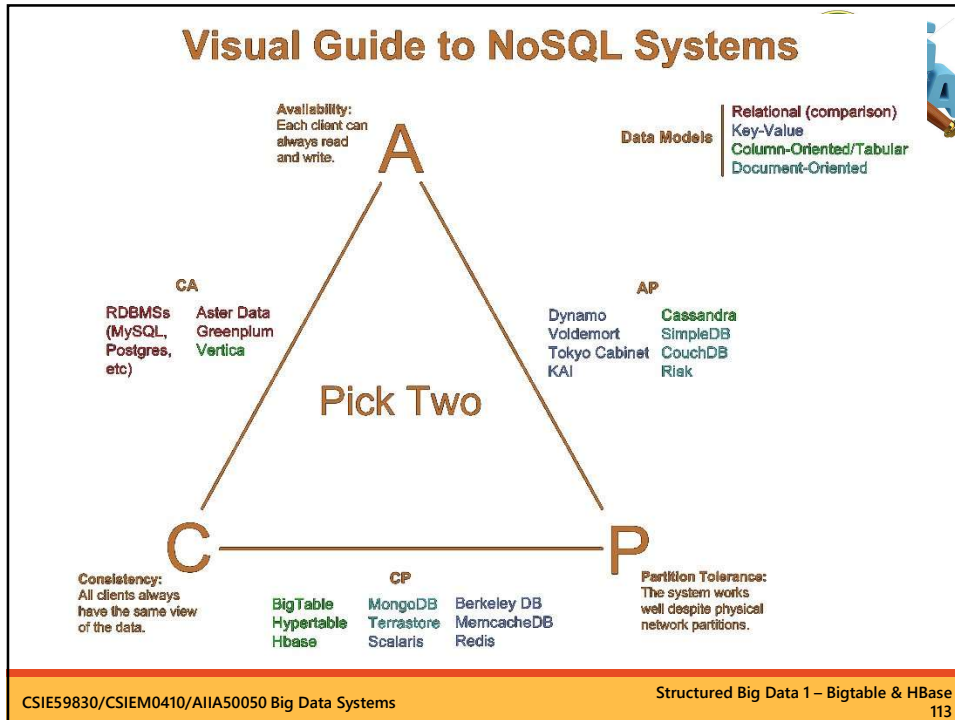 Visual Guide to NoSQL Systems
Availability:
Each client can
always read
and write.
A
Data Models
Relational (comparison)
Key-Value
Column-Oriented/Tabular
Document-Oriented
CA
RDBMSs
(MySQL,
Postgres,
etc)
Aster Data
Greenplum
Vertica
AP
Dynamo
Voldemort
Tokyo Cabinet
KAI
Cassandra
SimpleDB
CouchDB
Riak
Pick Two
C
P
Consistency:
All clients always
have the same view
of the data.
CP
BigTable
Hypertable
Hbase
MongoDB
Terrastore
Scalaris
Berkeley DB
MemcacheDB
Redis
Partition Tolerance:
The system works
well despite physical
network partitions.
CSIE59830/CSIEM0410/AIIA50050 Big Data Systems
Structured Big Data 1 – Bigtable & HBase
113